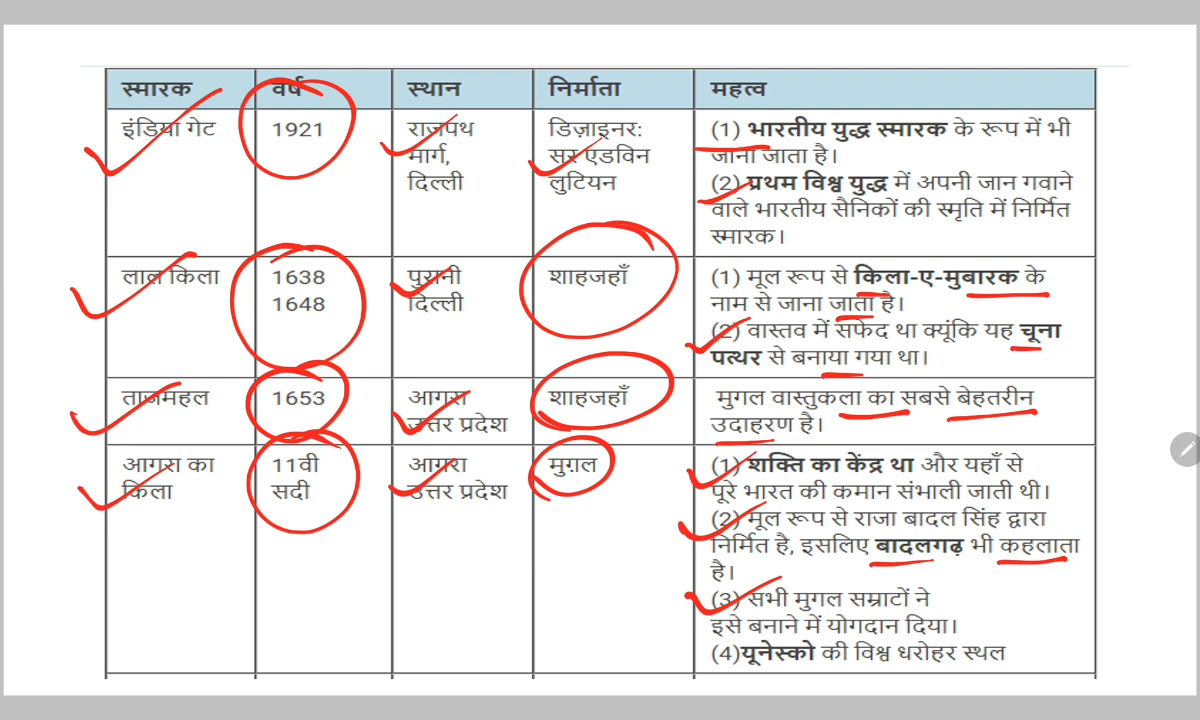 स्मारक वर्ष स्थान निर्माता महत्व
इंडिया गेट 1921 राजपथ डिज़ाइनर: (1) भारतीय युद्ध स्मारक के रूप में भी
मार्ग, सर एडविन जाना जाता है।
दिल्ली लुटियन (2) प्रथम विश्व युद्ध में अपनी जान गवाने
वाले भारतीय सैनिकों की स्मृति में निर्मित
स्मारक।
लाल किला 1638 पुरानी शाहजहाँ (1) मूल रूप से किला-ए-मुबारक के
1648 दिल्ली नाम से जाना जाता है।
(2) वास्तव में सफेद था क्यूंकि यह चूना
पत्थर से बनाया गया था।
ताजमहल 1653 आगरा शाहजहाँ मुगल वास्तुकला का सबसे बेहतरीन
उत्तर प्रदेश उदाहरण है।
आगरा का 11वी आगरा मुग़ल (1) शक्ति का केंद्र था और यहाँ से
किला सदी उत्तर प्रदेश पूरे भारत की कमान संभाली जाती थी।
(2) मूल रूप से राजा बादल सिंह द्वारा
निर्मित है, इसलिए बादलगढ़ भी कहलाता
है।
(3) सभी मुगल सम्राटों ने
इसे बनाने में योगदान दिया।
(4)यूनेस्को की विश्व धरोहर स्थल